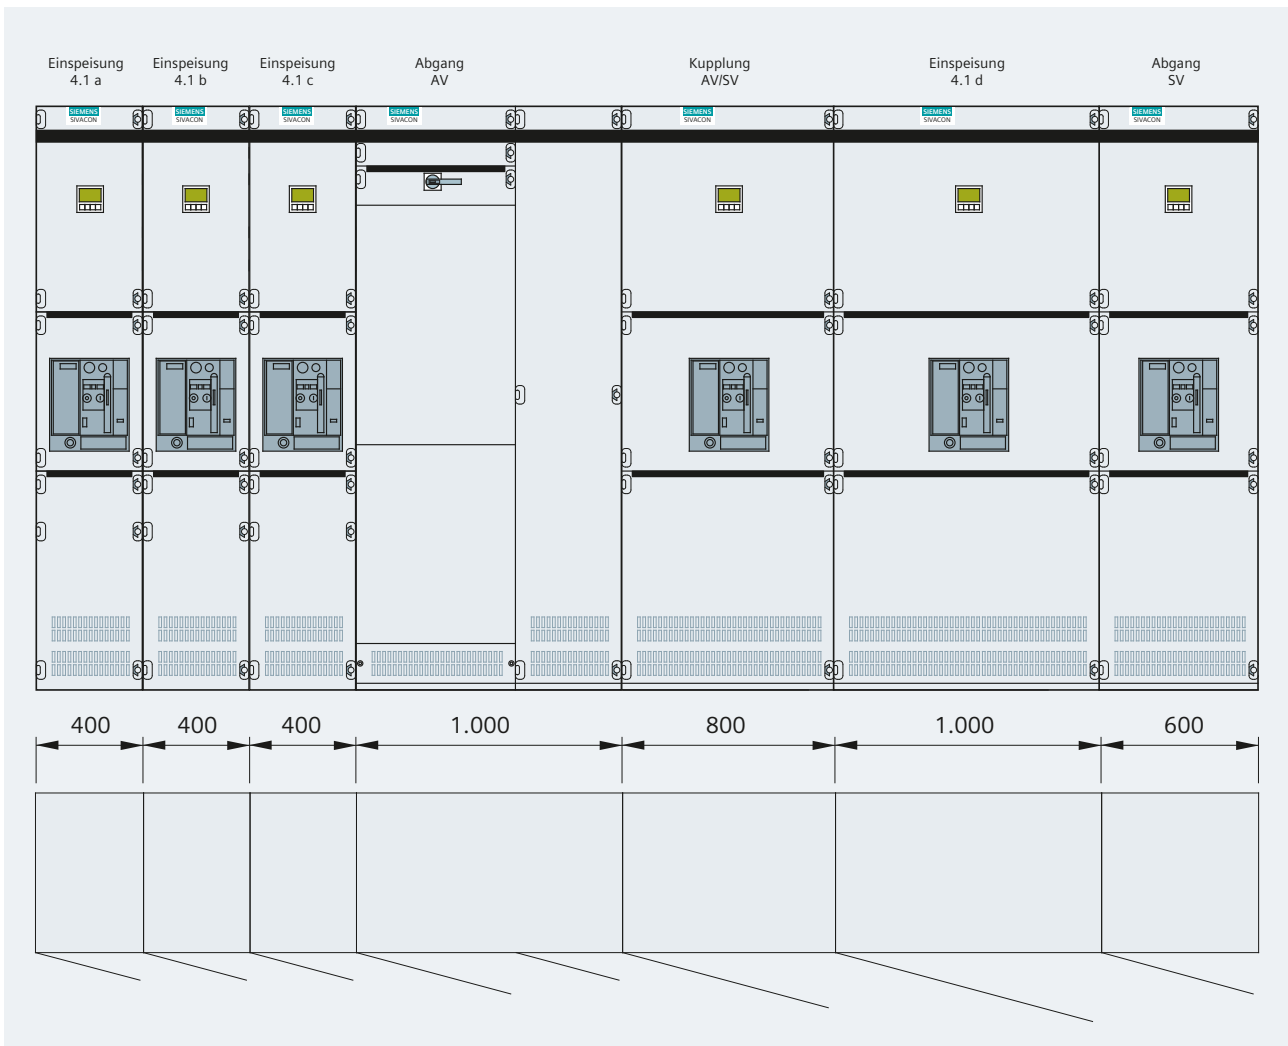 Einspeisung
4.1 a
Einspeisung
4.1 b
Einspeisung
4.1 c
Abgang
AV
Kupplung
AV/SV
Einspeisung
4.1 d
Abgang
SV
SIEMENS
SIVACON
SIEMENS
SIVACON
SIEMENS
SIVACON
SIEMENS
SIVACON
SIEMENS
SIVACON
SIEMENS
SIVACON
SIEMENS
SIVACON
400
400
400
1.000
800
1.000
600